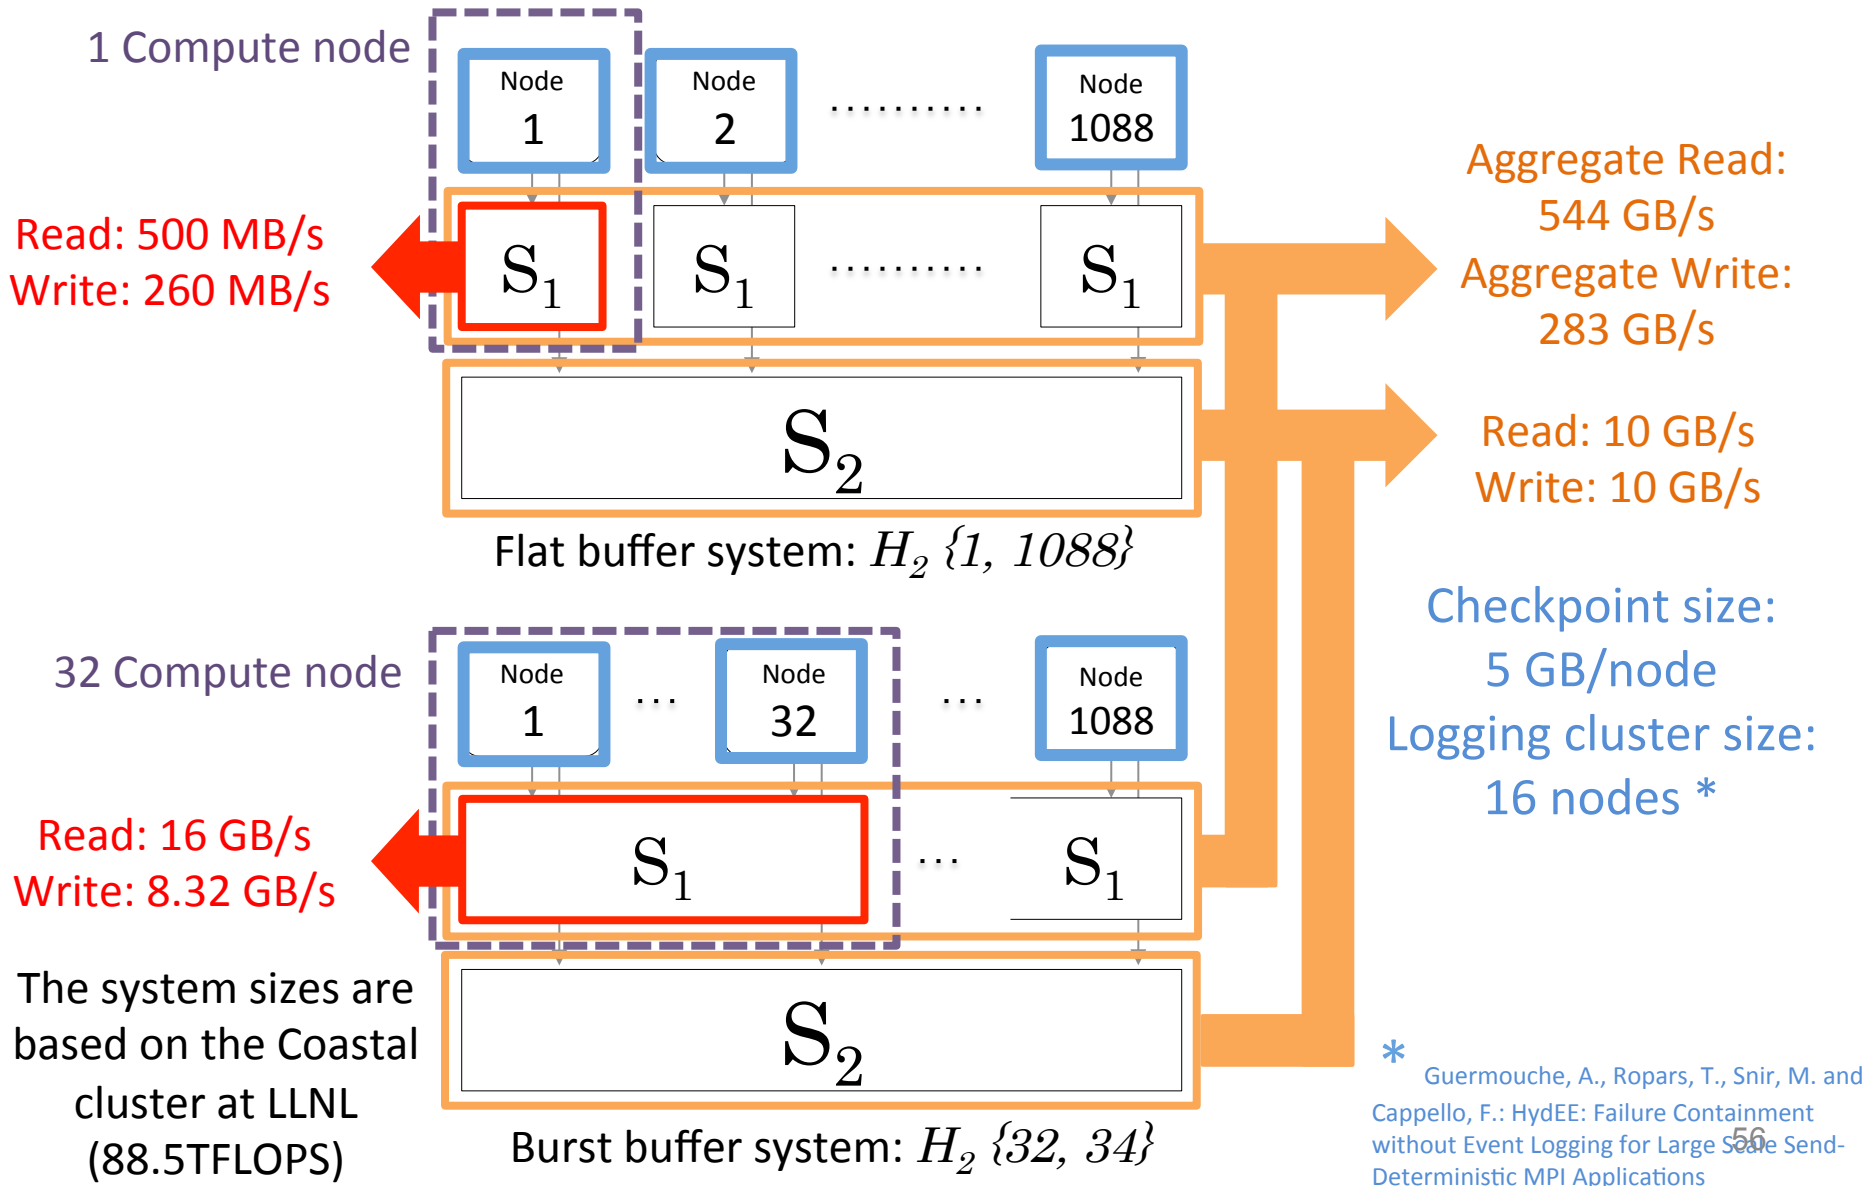 1 Compute node
Node
1
Node
2
..........
Node
1088
Read: 500 MB/s
Write: 260 MB/s
S1
S1
..........
S1
Aggregate Read:
544 GB/s
Aggregate Write:
283 GB/s
S2
Read: 10 GB/s
Write: 10 GB/s
Flat buffer system: H2 {1, 1088}
Checkpoint size:
5 GB/node
Logging cluster size:
16 nodes *
32 Compute node
Node
1
...
Node
32
...
Node
1088
Read: 16 GB/s
Write: 8.32 GB/s
S1
...
S1
S2
The system sizes are
based on the Coastal
cluster at LLNL
(88.5TFLOPS)
Burst buffer system: H2 {32, 34}
* Guermouche, A., Ropars, T., Snir, M. and
Cappello, F.: HydEE: Failure Containment
without Event Logging for Large Scale Send-
Deterministic MPI Applications
56